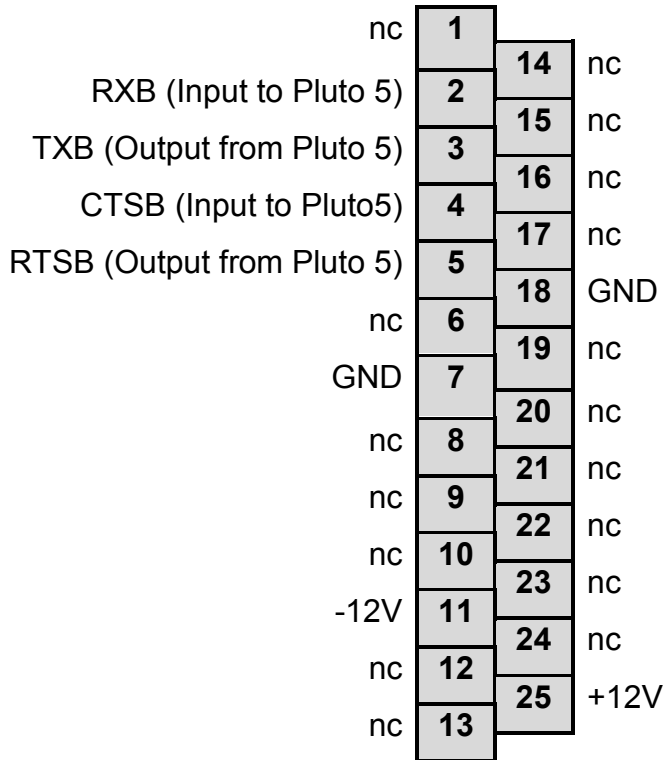 nc 1
14 nc
RXB (Input to Pluto 5) 2
15 nc
TXB (Output from Pluto 5) 3
16 nc
CTSB (Input to Pluto5) 4
17 nc
RTSB (Output from Pluto 5) 5
18 GND
nc 6
19 nc
GND 7
20 nc
nc 8
21 nc
nc 9
22 nc
nc 10
23 nc
-12V 11
24 nc
nc 12
25 +12V
nc 13